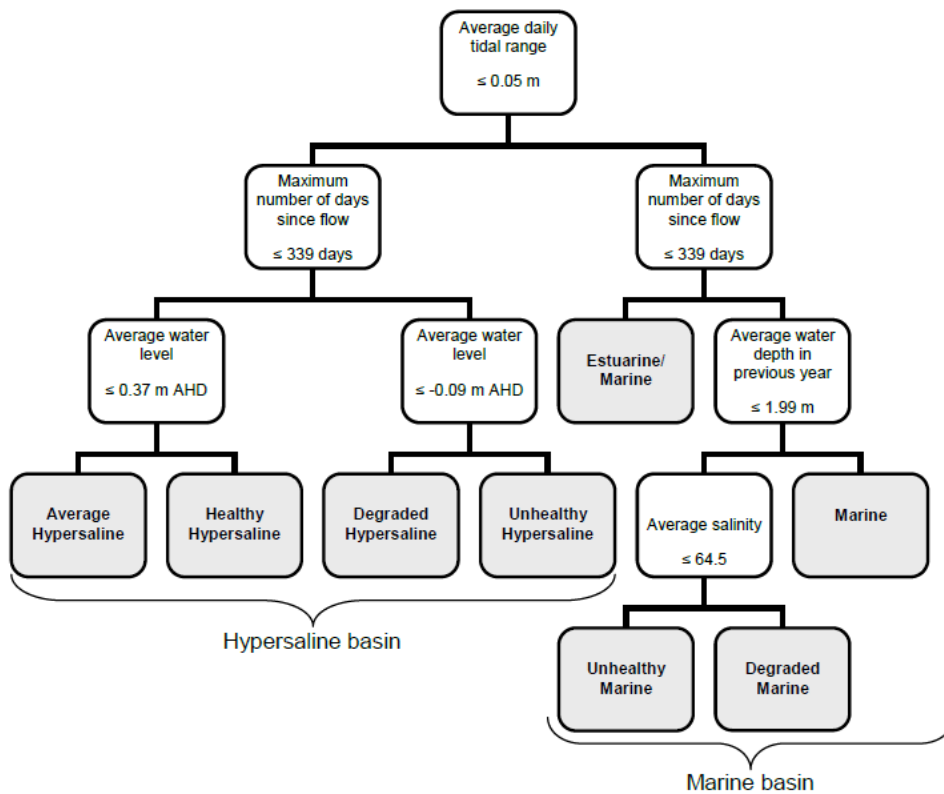 Average daily
tidal range
≤ 0.05 m
Maximum
number of days
since flow
≤ 339 days
Maximum
number of days
since flow
≤ 339 days
Average water
level
≤ 0.37 m AHD
Average water
level
≤ -0.09 m AHD
Estuarine/
Marine
Average water
depth in
previous year
≤ 1.99 m
Average
Hypersaline
Healthy
Hypersaline
Degraded
Hypersaline
Unhealthy
Hypersaline
Average salinity
≤ 64.5
Marine
Hypersaline basin
Unhealthy
Marine
Degraded
Marine
Marine basin